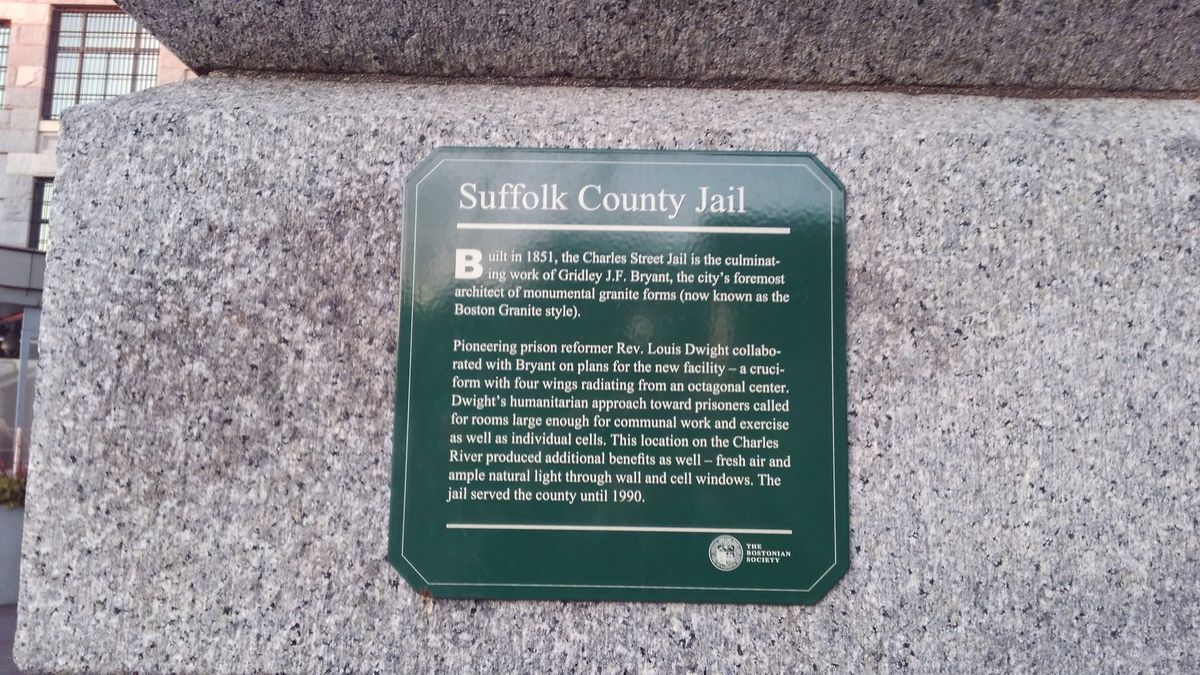 Suffolk County Jail
Built in 1851, the Charles Street Jail is the culminat-
ing work of Gridley J.F. Bryant, the city's foremost
architect of monumental granite forms (now known as the
Boston Granite style).
Pioneering prison reformer Rev. Louis Dwight collabo-
rated with Bryant on plans for the new facility – a cruci-
form with four wings radiating from an octagonal center.
Dwight's humanitarian approach toward prisoners called
for rooms large enough for communal work and exercise
as well as individual cells. This location on the Charles
River produced additional benefits as well – fresh air and
ample natural light through wall and cell windows. The
jail served the county until 1990.
THE
BOSTONIAN
SOCIETY